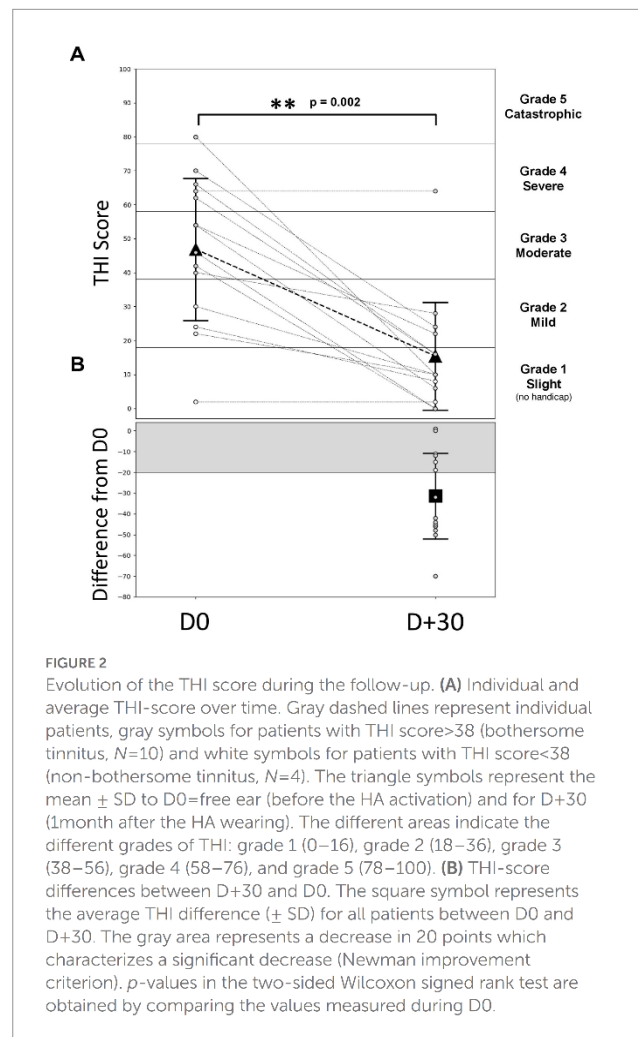 A
100
90
80
70
60
50
40
30
20
10
0
THI Score
** p = 0.002
Grade 5
Catastrophic
Grade 4
Severe
Grade 3
Moderate
Grade 2
Mild
Grade 1
Slight
(no handicap)
B
0
−10
−20
−30
−40
−50
−60
−70
−80
Difference from D0
D0 D+30
FIGURE 2
Evolution of the THI score during the follow-up. (A) Individual and
average THI-score over time. Gray dashed lines represent individual
patients, gray symbols for patients with THI score>38 (bothersome
tinnitus, N=10) and white symbols for patients with THI score<38
(non-bothersome tinnitus, N=4). The triangle symbols represent the
mean ± SD to D0=free ear (before the HA activation) and for D+30
(1month after the HA wearing). The different areas indicate the
different grades of THI: grade 1 (0–16), grade 2 (18–36), grade 3
(38–56), grade 4 (58–76), and grade 5 (78–100). (B) THI-score
differences between D+30 and D0. The square symbol represents
the average THI difference (± SD) for all patients between D0 and
D+30. The gray area represents a decrease in 20 points which
characterizes a significant decrease (Newman improvement
criterion). p-values in the two-sided Wilcoxon signed rank test are
obtained by comparing the values measured during D0.